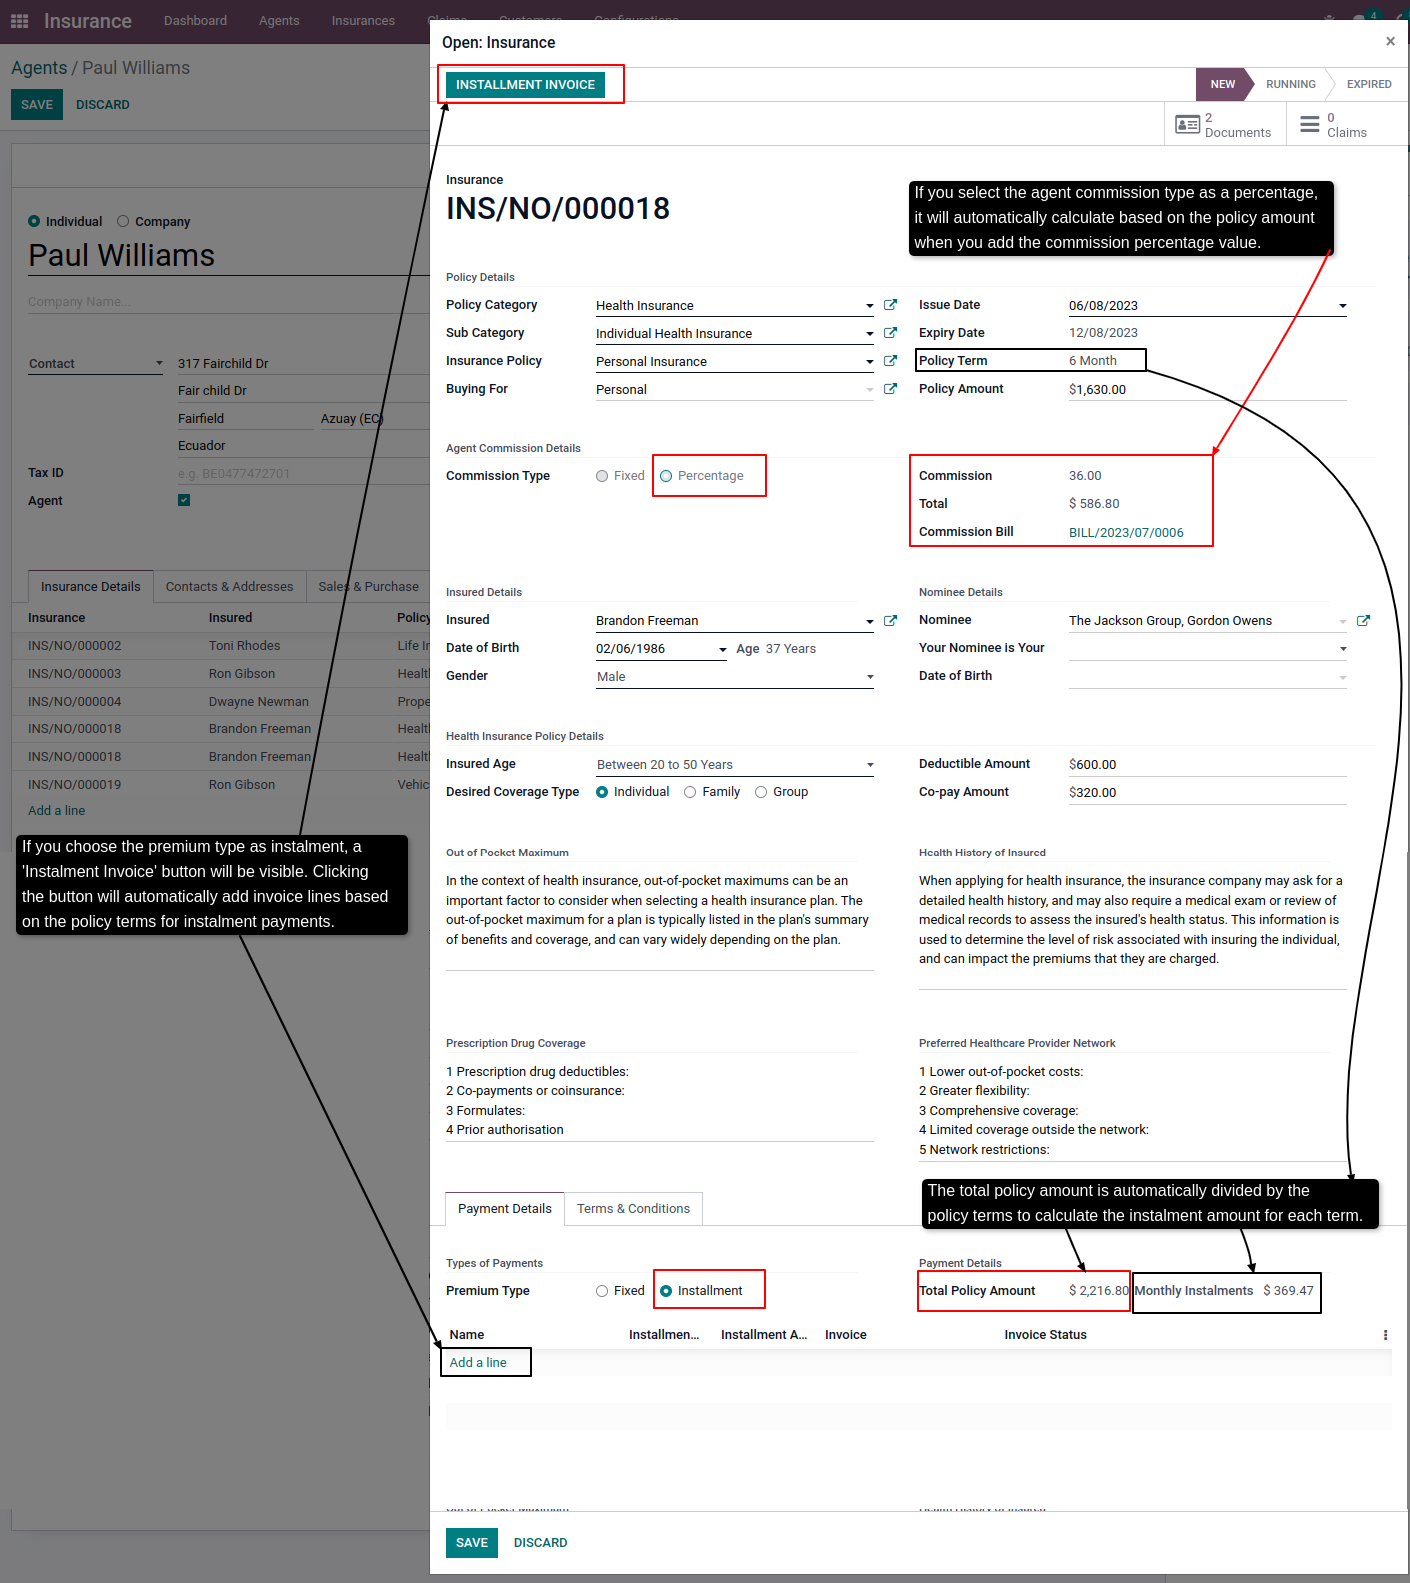 Insurance Dashboard Agents Insurances Claims Customers Configurations 4
Agents / Paul Williams
SAVE DISCARD
Individual Company
Paul Williams
Company Name...
Contact 317 Fairchild Dr
Fair child Dr
Fairfield Azuay (EC)
Ecuador
Tax ID e.g. BE0477472701
Agent
Insurance Details Contacts & Addresses Sales & Purchase
Insurance Insured Policy
INS/NO/000002 Toni Rhodes Life In
INS/NO/000003 Ron Gibson Healt
INS/NO/000004 Dwayne Newman Prope
INS/NO/000018 Brandon Freeman Healt
INS/NO/000018 Brandon Freeman Healt
INS/NO/000019 Ron Gibson Vehic
Add a line
If you choose the premium type as instalment, a
'Instalment Invoice' button will be visible. Clicking
the button will automatically add invoice lines based
on the policy terms for instalment payments.
Open: Insurance ×
INSTALLMENT INVOICE NEW RUNNING EXPIRED
2 Documents 0 Claims
Insurance
INS/NO/000018
If you select the agent commission type as a percentage,
it will automatically calculate based on the policy amount
when you add the commission percentage value.
Policy Details
Policy Category Health Insurance Issue Date 06/08/2023
Sub Category Individual Health Insurance Expiry Date 12/08/2023
Insurance Policy Personal Insurance Policy Term 6 Month
Buying For Personal Policy Amount $1,630.00
Agent Commission Details
Commission Type Fixed Percentage Commission 36.00
Total $ 586.80
Commission Bill BILL/2023/07/0006
Insured Details Nominee Details
Insured Brandon Freeman Nominee The Jackson Group, Gordon Owens
Date of Birth 02/06/1986 Age 37 Years Your Nominee is Your
Gender Male Date of Birth
Health Insurance Policy Details
Insured Age Between 20 to 50 Years Deductible Amount $600.00
Desired Coverage Type Individual Family Group Co-pay Amount $320.00
Out of Pocket Maximum
In the context of health insurance, out-of-pocket maximums can be an
important factor to consider when selecting a health insurance plan. The
out-of-pocket maximum for a plan is typically listed in the plan's summary
of benefits and coverage, and can vary widely depending on the plan.
Health History of Insured
When applying for health insurance, the insurance company may ask for a
detailed health history, and may also require a medical exam or review of
medical records to assess the insured's health status. This information is
used to determine the level of risk associated with insuring the individual,
and can impact the premiums that they are charged.
Prescription Drug Coverage
1 Prescription drug deductibles:
2 Co-payments or coinsurance:
3 Formulates:
4 Prior authorisation
Preferred Healthcare Provider Network
1 Lower out-of-pocket costs:
2 Greater flexibility:
3 Comprehensive coverage:
4 Limited coverage outside the network:
5 Network restrictions:
The total policy amount is automatically divided by the
policy terms to calculate the instalment amount for each term.
Payment Details Terms & Conditions
Types of Payments Payment Details
Premium Type Fixed Installment Total Policy Amount $ 2,216.80 Monthly Instalments $ 369.47
Name Installmen... Installment A... Invoice Invoice Status
Add a line
Out of Pocket Maximum Health History of Insured
SAVE DISCARD